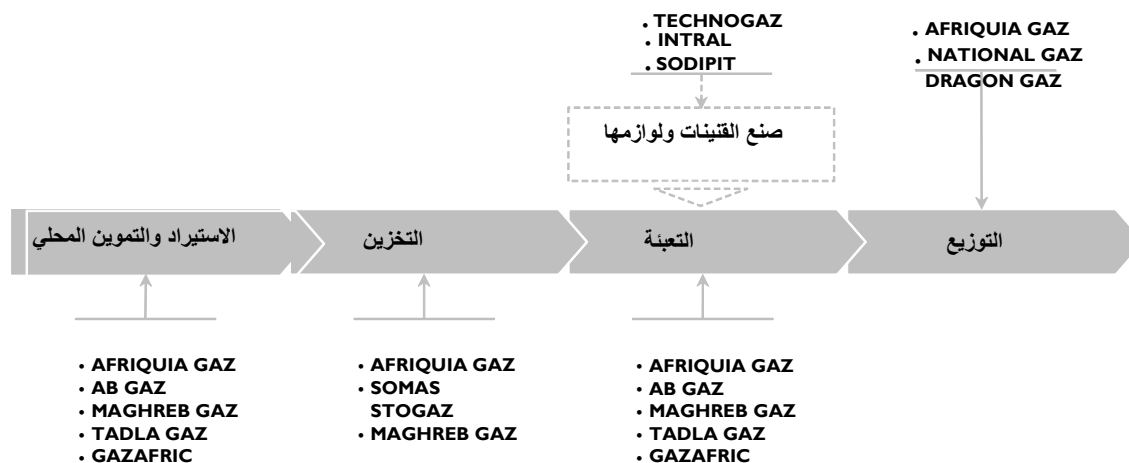 • TECHNOGAZ
• INTRAL
• SODIPIT
• AFRIQUIA GAZ
• NATIONAL GAZ
DRAGON GAZ
صنع القنينات ولوازمها
الاستيراد والتموين المحلي
التخزين
التعبئة
التوزيع
• AFRIQUIA GAZ
• AB GAZ
• MAGHREB GAZ
• TADLA GAZ
• GAZAFRIC
• AFRIQUIA GAZ
• SOMAS
STOGAZ
• MAGHREB GAZ
• AFRIQUIA GAZ
• AB GAZ
• MAGHREB GAZ
• TADLA GAZ
• GAZAFRIC